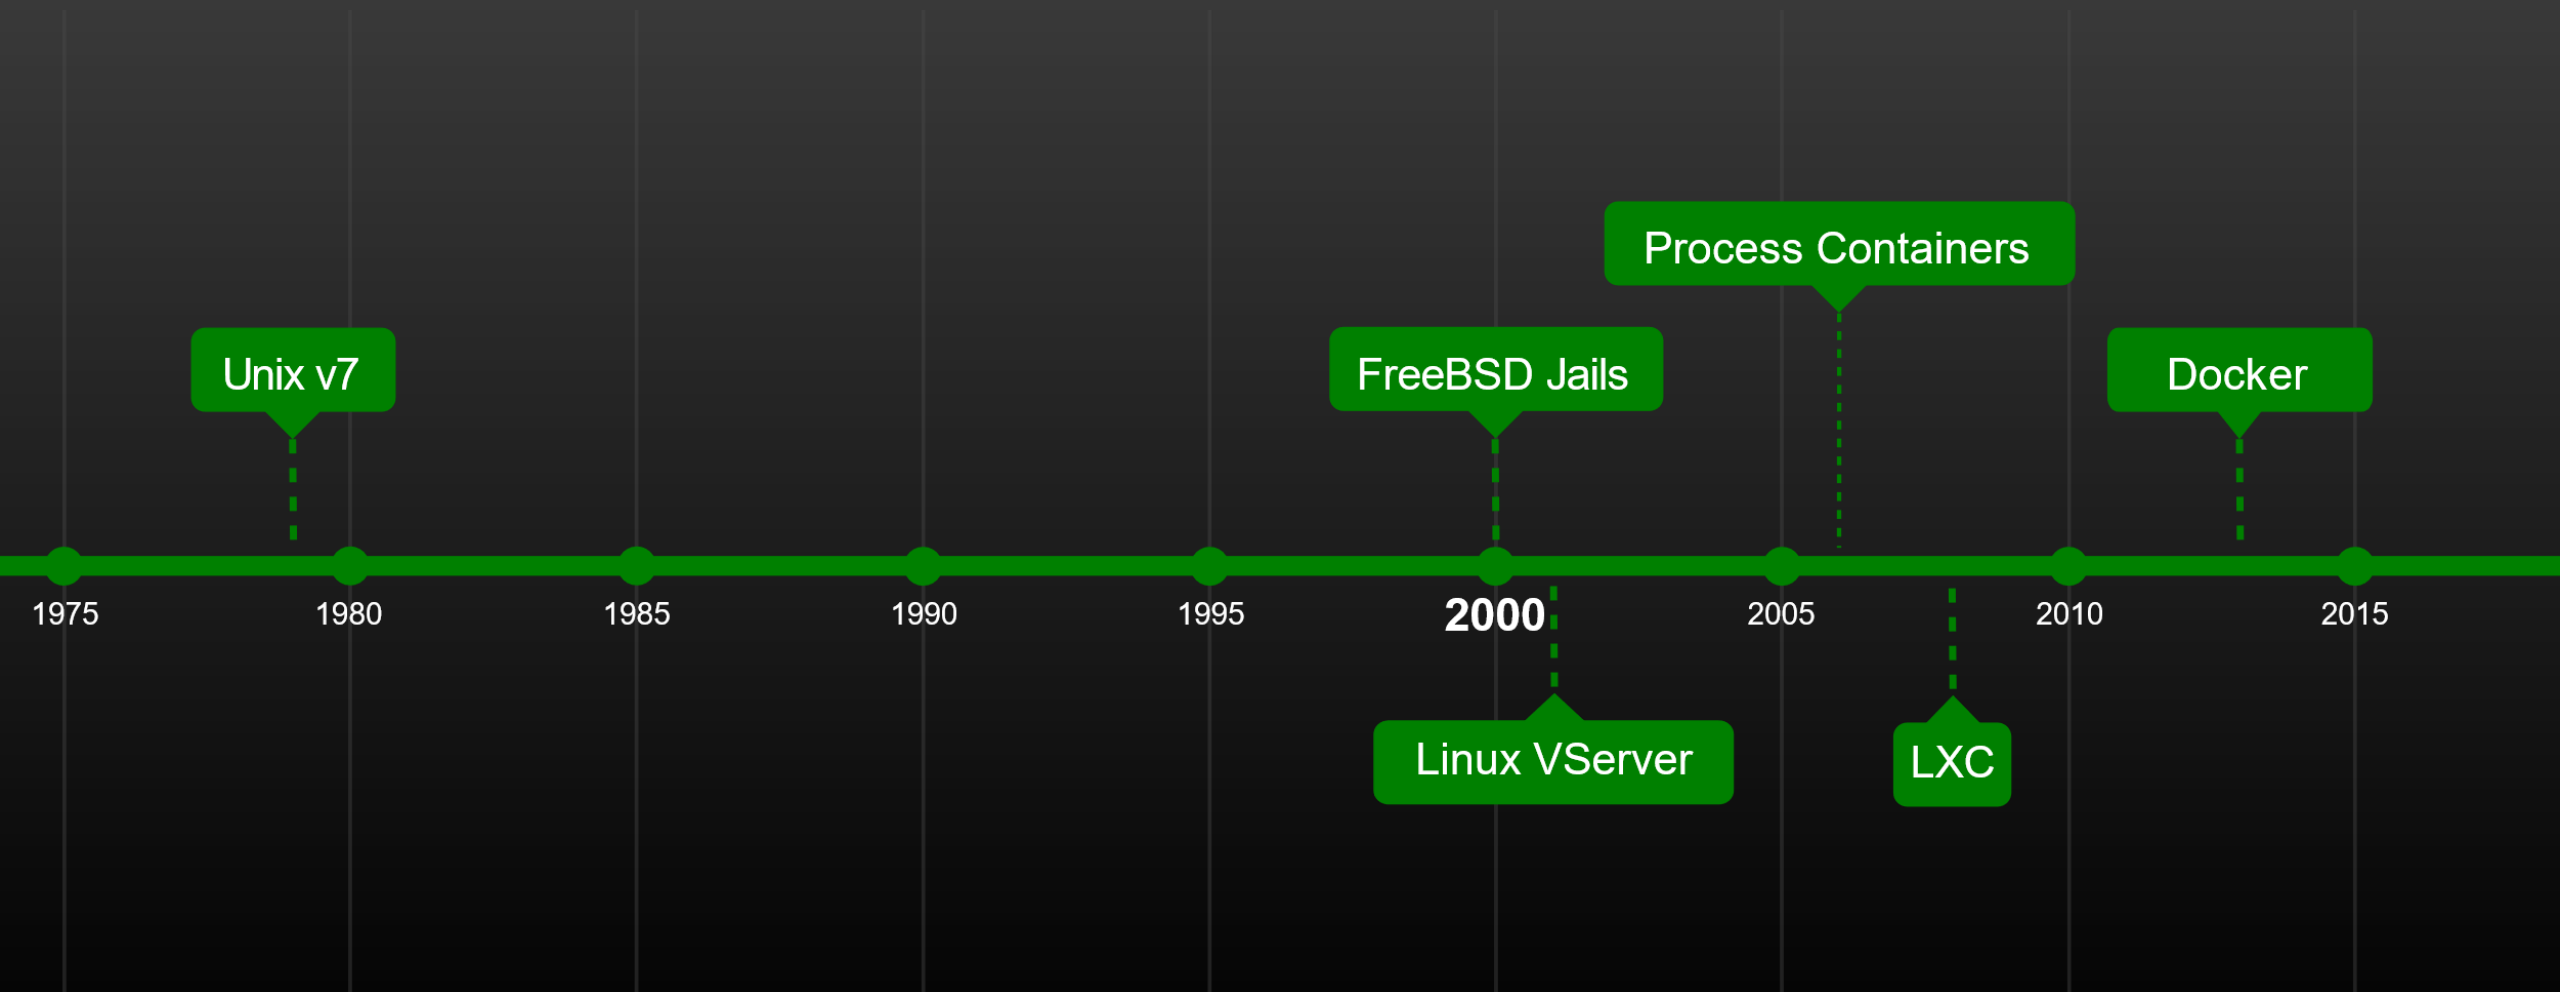 Process Containers
Unix v7
FreeBSD Jails
Docker
1975
1980
1985
1990
1995
2000
2005
2010
2015
Linux VServer
LXC